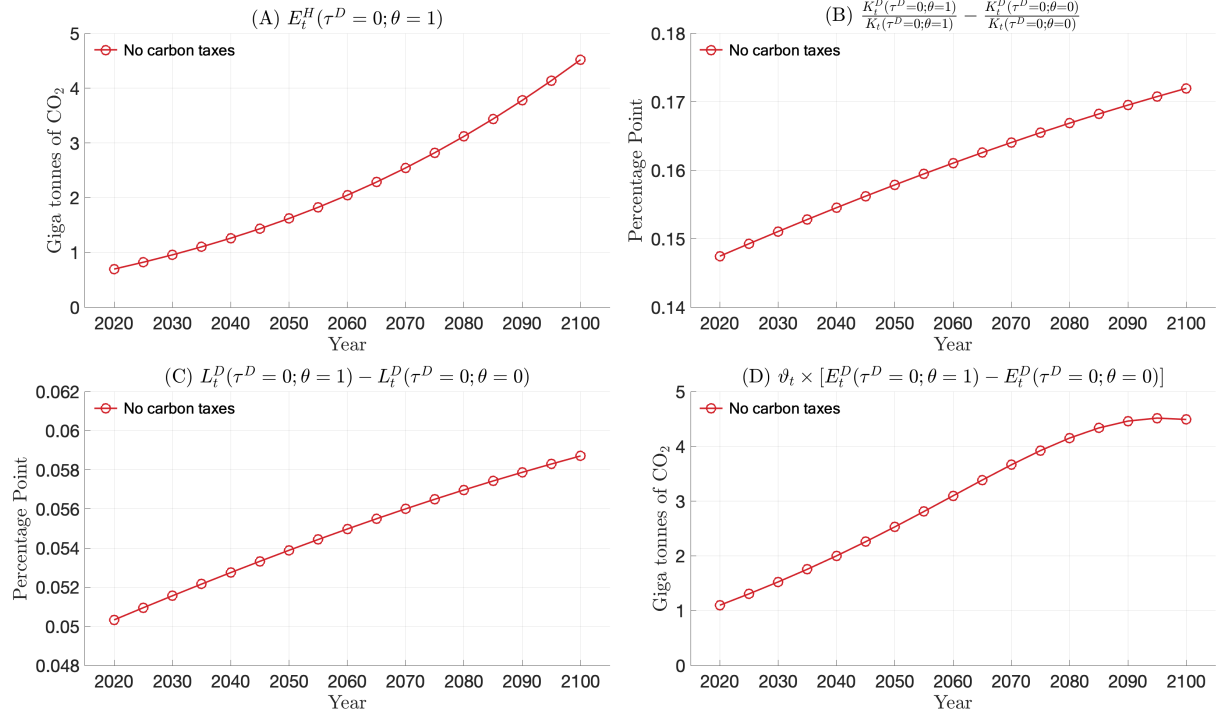 (A) E_t^H(τ^D = 0; θ = 1)
5
4
3
2
1
0
Giga tonnes of CO₂
No carbon taxes
2020 2030 2040 2050 2060 2070 2080 2090 2100
Year
(B) K_t^D(τ^D=0;θ=1)/K_t(τ^D=0;θ=1) − K_t^D(τ^D=0;θ=0)/K_t(τ^D=0;θ=0)
0.18
0.17
0.16
0.15
0.14
Percentage Point
No carbon taxes
2020 2030 2040 2050 2060 2070 2080 2090 2100
Year
(C) L_t^D(τ^D = 0; θ = 1) − L_t^D(τ^D = 0; θ = 0)
0.062
0.06
0.058
0.056
0.054
0.052
0.05
0.048
Percentage Point
No carbon taxes
2020 2030 2040 2050 2060 2070 2080 2090 2100
Year
(D) ϑ_t × [E_t^D(τ^D = 0; θ = 1) − E_t^D(τ^D = 0; θ = 0)]
5
4
3
2
1
0
Giga tonnes of CO₂
No carbon taxes
2020 2030 2040 2050 2060 2070 2080 2090 2100
Year